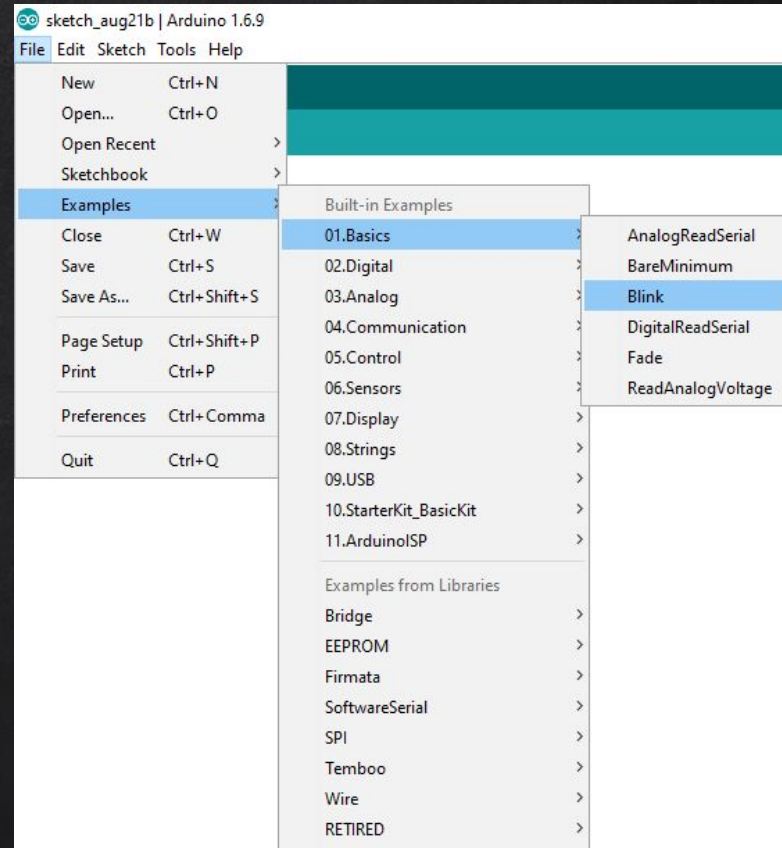 sketch_aug21b | Arduino 1.6.9
File Edit Sketch Tools Help
New Ctrl+N
Open... Ctrl+O
Open Recent >
Sketchbook >
Examples >
Close Ctrl+W
Save Ctrl+S
Save As... Ctrl+Shift+S
Page Setup Ctrl+Shift+P
Print Ctrl+P
Preferences Ctrl+Comma
Quit Ctrl+Q
Built-in Examples
01.Basics >
02.Digital >
03.Analog >
04.Communication >
05.Control >
06.Sensors >
07.Display >
08.Strings >
09.USB >
10.StarterKit_BasicKit >
11.ArduinoISP >
Examples from Libraries
Bridge >
EEPROM >
Firmata >
SoftwareSerial >
SPI >
Temboo >
Wire >
RETIRED >
AnalogReadSerial
BareMinimum
Blink
DigitalReadSerial
Fade
ReadAnalogVoltage